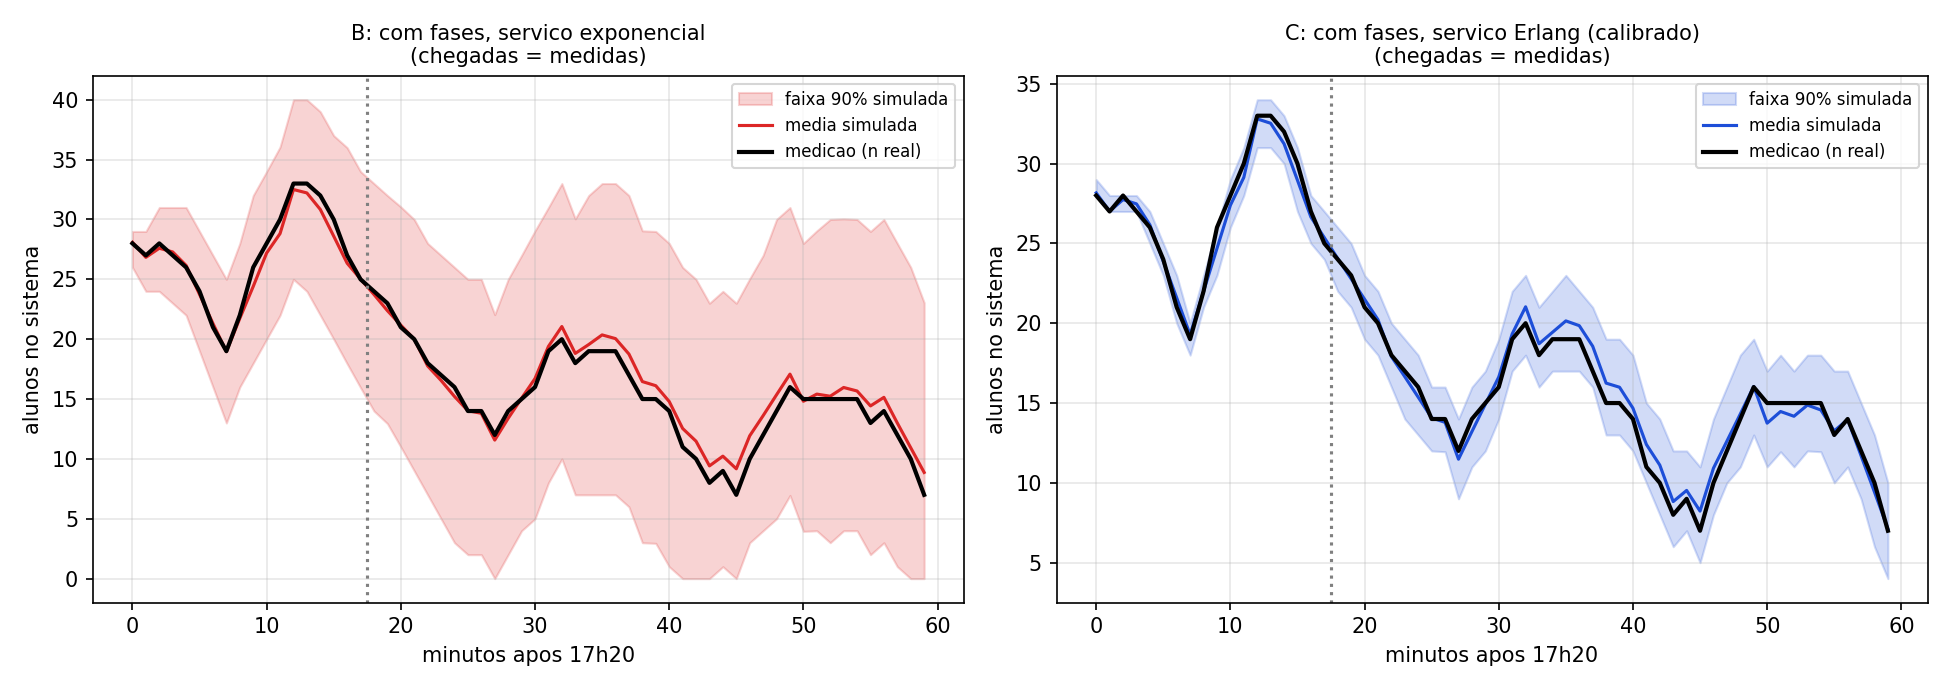 B: com fases, servico exponencial
(chegadas = medidas)
faixa 90% simulada
media simulada
medicao (n real)
alunos no sistema
40
35
30
25
20
15
10
5
0
0 10 20 30 40 50 60
minutos apos 17h20
C: com fases, servico Erlang (calibrado)
(chegadas = medidas)
faixa 90% simulada
media simulada
medicao (n real)
alunos no sistema
35
30
25
20
15
10
5
0 10 20 30 40 50 60
minutos apos 17h20